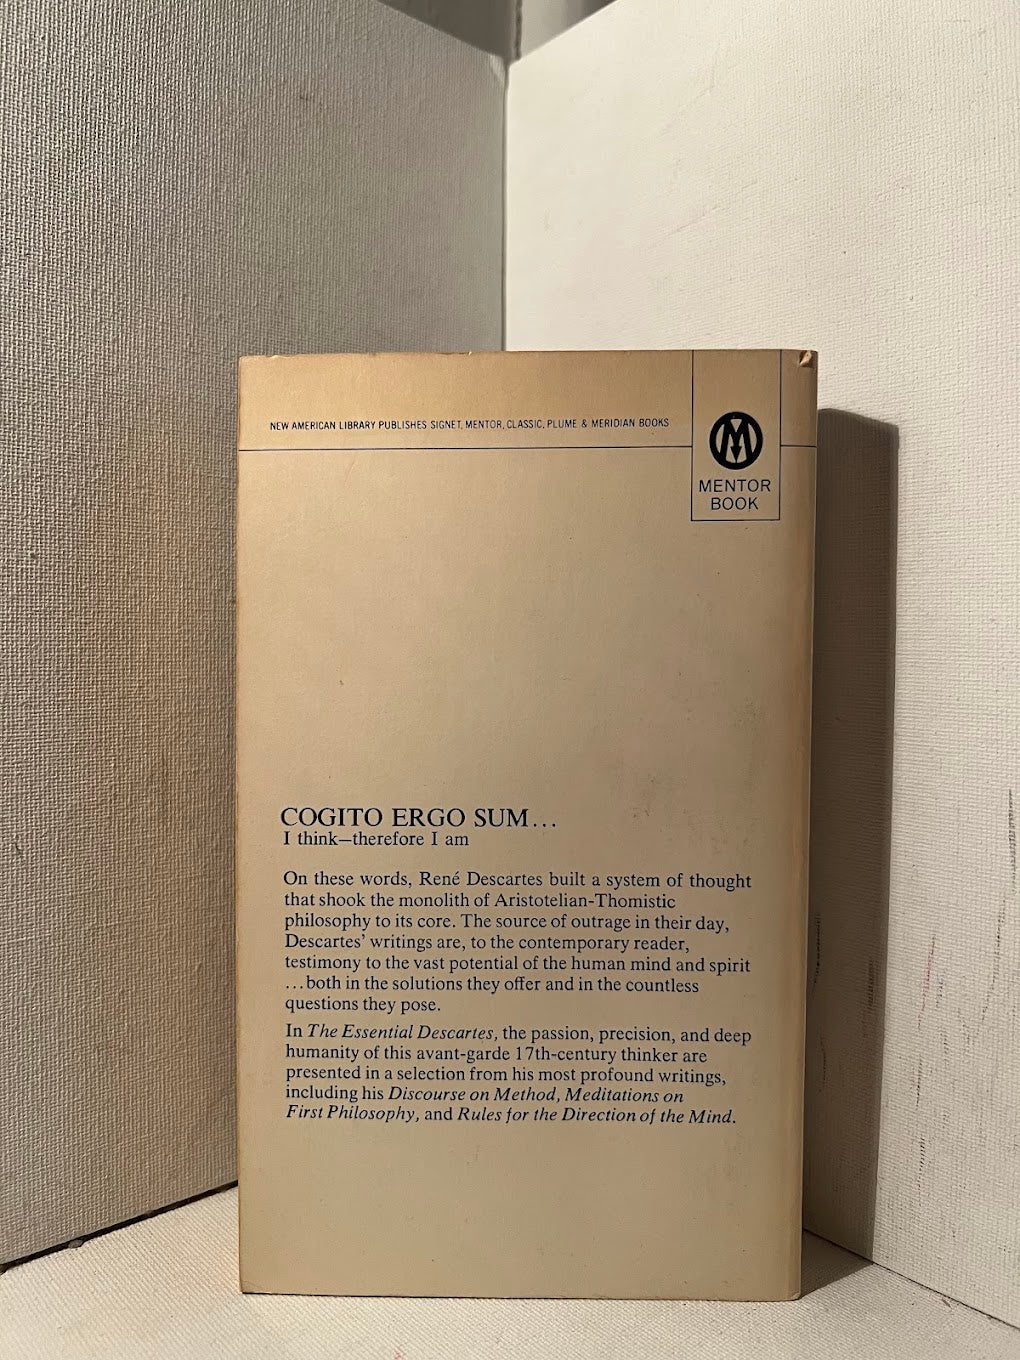 NEW AMERICAN LIBRARY PUBLISHES SIGNET, MENTOR, CLASSIC, PLUME & MERIDIAN BOOKS
M
MENTOR
BOOK
COGITO ERGO SUM...
I think—therefore I am
On these words, René Descartes built a system of thought
that shook the monolith of Aristotelian-Thomistic
philosophy to its core. The source of outrage in their day,
Descartes' writings are, to the contemporary reader,
testimony to the vast potential of the human mind and spirit
...both in the solutions they offer and in the countless
questions they pose.
In The Essential Descartes, the passion, precision, and deep
humanity of this avant-garde 17th-century thinker are
presented in a selection from his most profound writings,
including his Discourse on Method, Meditations on
First Philosophy, and Rules for the Direction of the Mind.